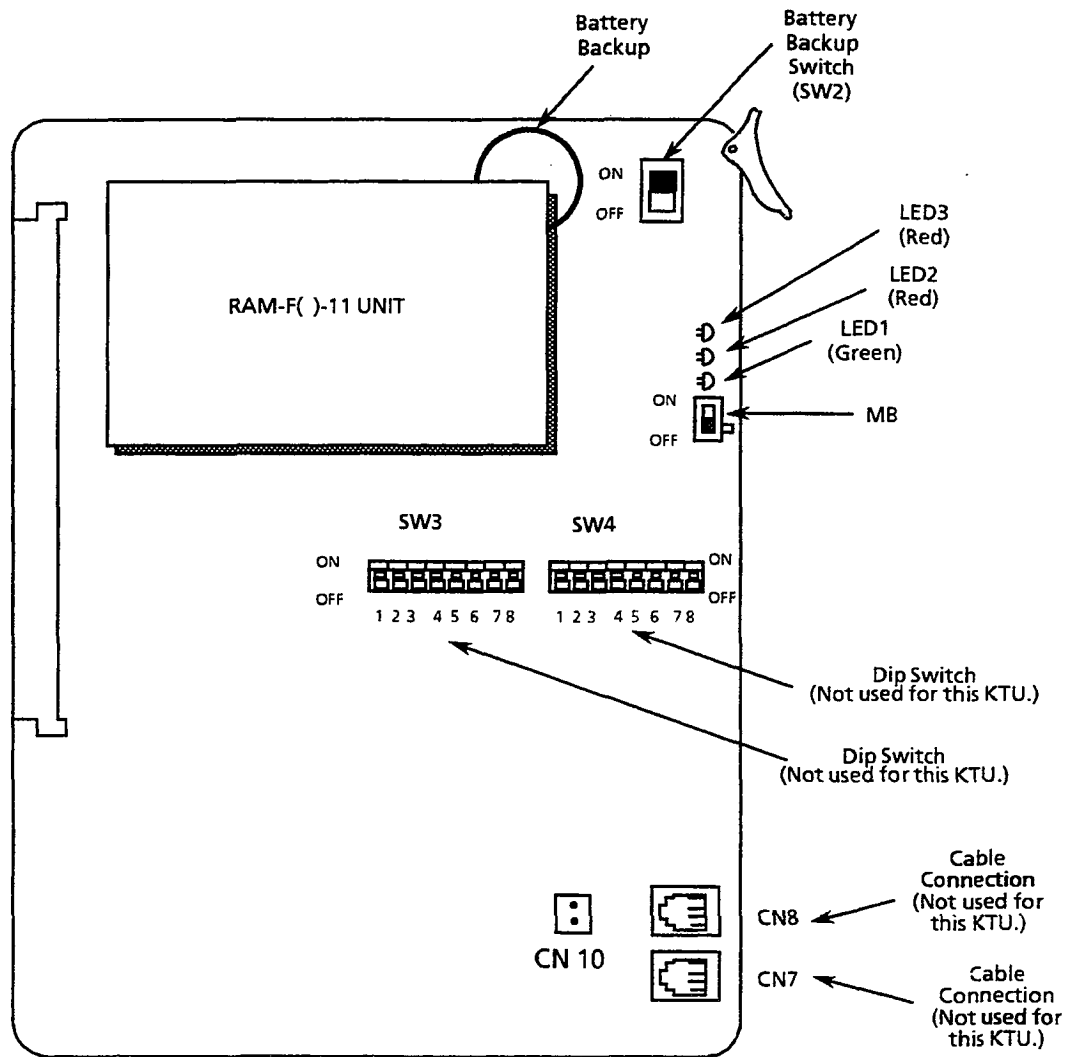 Battery
Backup
Battery
Backup
Switch
(SW2)
ON
OFF
LED3
(Red)
LED2
(Red)
LED1
(Green)
RAM-F( )-11 UNIT
ON
OFF
MB
SW3
SW4
ON
OFF
ON
OFF
1 2 3 4 5 6 7 8
1 2 3 4 5 6 7 8
Dip Switch
(Not used for this KTU.)
Dip Switch
(Not used for this KTU.)
Cable
Connection
(Not used for
this KTU.)
CN8
CN 10
CN7
Cable
Connection
(Not used for
this KTU.)